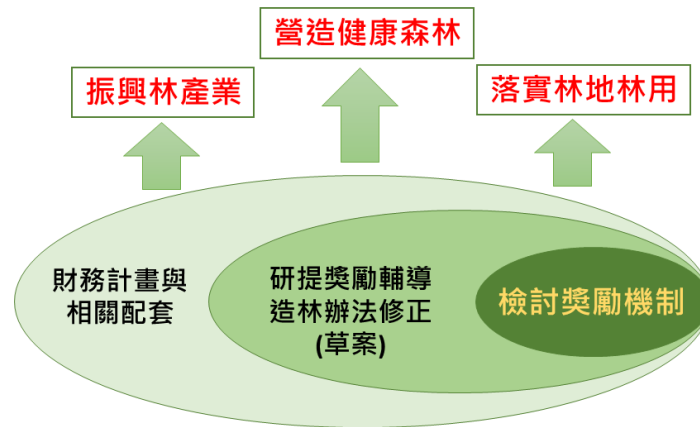 營造健康森林
振興林產業
落實林地林用
財務計畫與
相關配套
研提獎勵輔導
造林辦法修正
(草案)
檢討獎勵機制